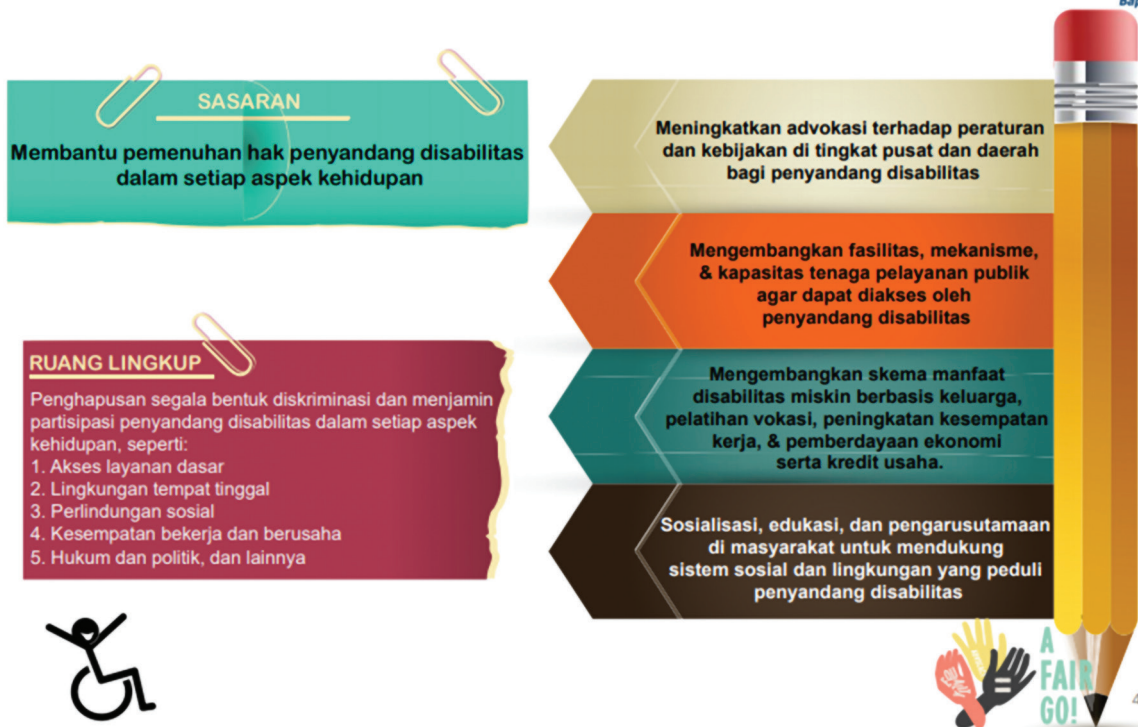 SASARAN
Membantu pemenuhan hak penyandang disabilitas
dalam setiap aspek kehidupan
RUANG LINGKUP
Penghapusan segala bentuk diskriminasi dan menjamin
partisipasi penyandang disabilitas dalam setiap aspek
kehidupan, seperti:
1. Akses layanan dasar
2. Lingkungan tempat tinggal
3. Perlindungan sosial
4. Kesempatan bekerja dan berusaha
5. Hukum dan politik, dan lainnya
Meningkatkan advokasi terhadap peraturan
dan kebijakan di tingkat pusat dan daerah
bagi penyandang disabilitas
Mengembangkan fasilitas, mekanisme,
& kapasitas tenaga pelayanan publik
agar dapat diakses oleh
penyandang disabilitas
Mengembangkan skema manfaat
disabilitas miskin berbasis keluarga,
pelatihan vokasi, peningkatan kesempatan
kerja, & pemberdayaan ekonomi
serta kredit usaha.
Sosialisasi, edukasi, dan pengarusutamaan
di masyarakat untuk mendukung
sistem sosial dan lingkungan yang peduli
penyandang disabilitas
A
FAIR
GO!
4